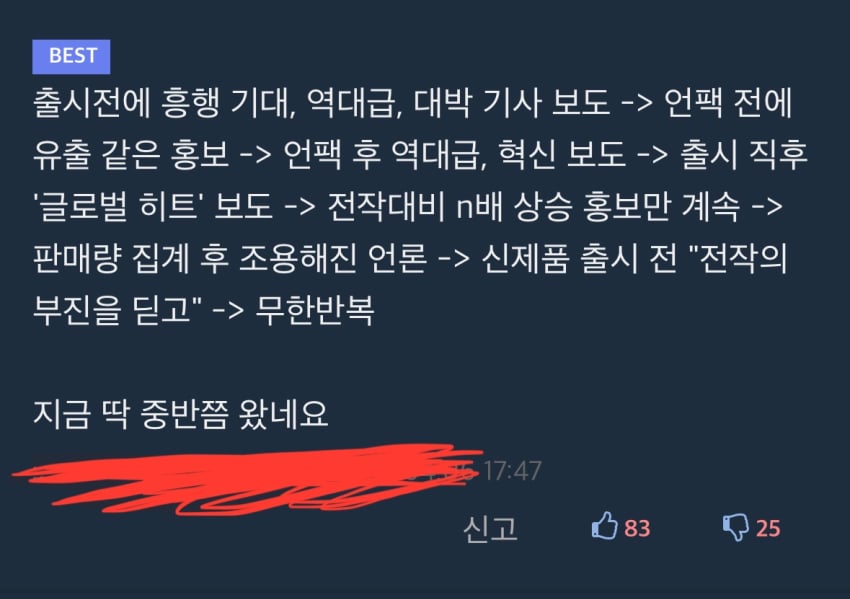 BEST
출시전에 흥행 기대, 역대급, 대박 기사 보도 -> 언팩 전에
유출 같은 홍보 -> 언팩 후 역대급, 혁신 보도 -> 출시 직후
'글로벌 히트' 보도 -> 전작대비 n배 상승 홍보만 계속 ->
판매량 집계 후 조용해진 언론 -> 신제품 출시 전 "전작의
부진을 딛고" -> 무한반복
지금 딱 중반쯤 왔네요
17:47
신고 83 25